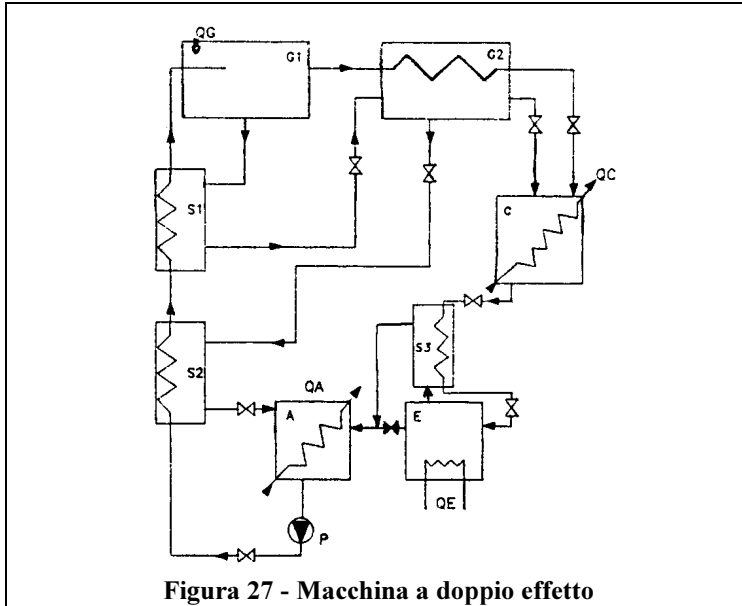 QG
G1
G2
S1
QC
C
S3
S2
QA
A
E
QE
P
Figura 27 - Macchina a doppio effetto